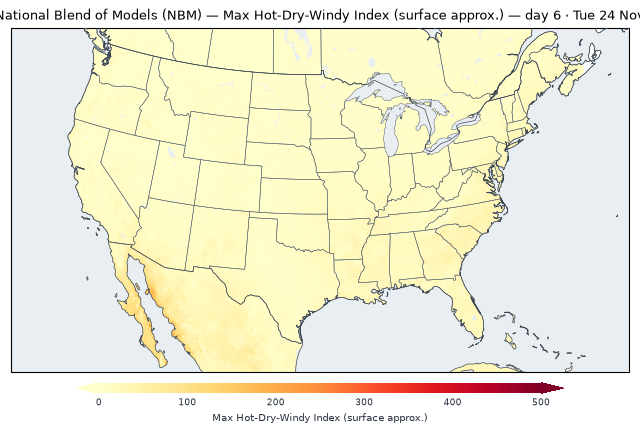 National Blend of Models (NBM) — Max Hot-Dry-Windy Index (surface approx.) — day 6 · Tue 24 Nov
0 100 200 300 400 500
Max Hot-Dry-Windy Index (surface approx.)